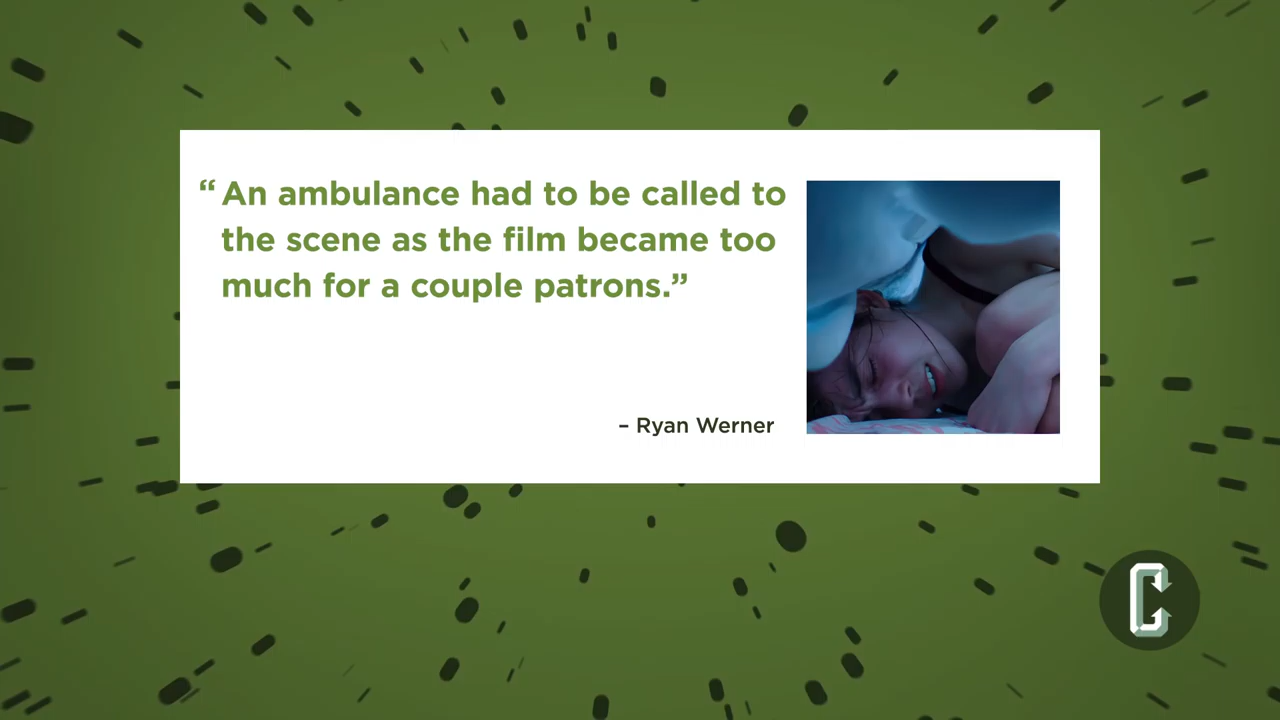 “An ambulance had to be called to
the scene as the film became too
much for a couple patrons.”
– Ryan Werner
C